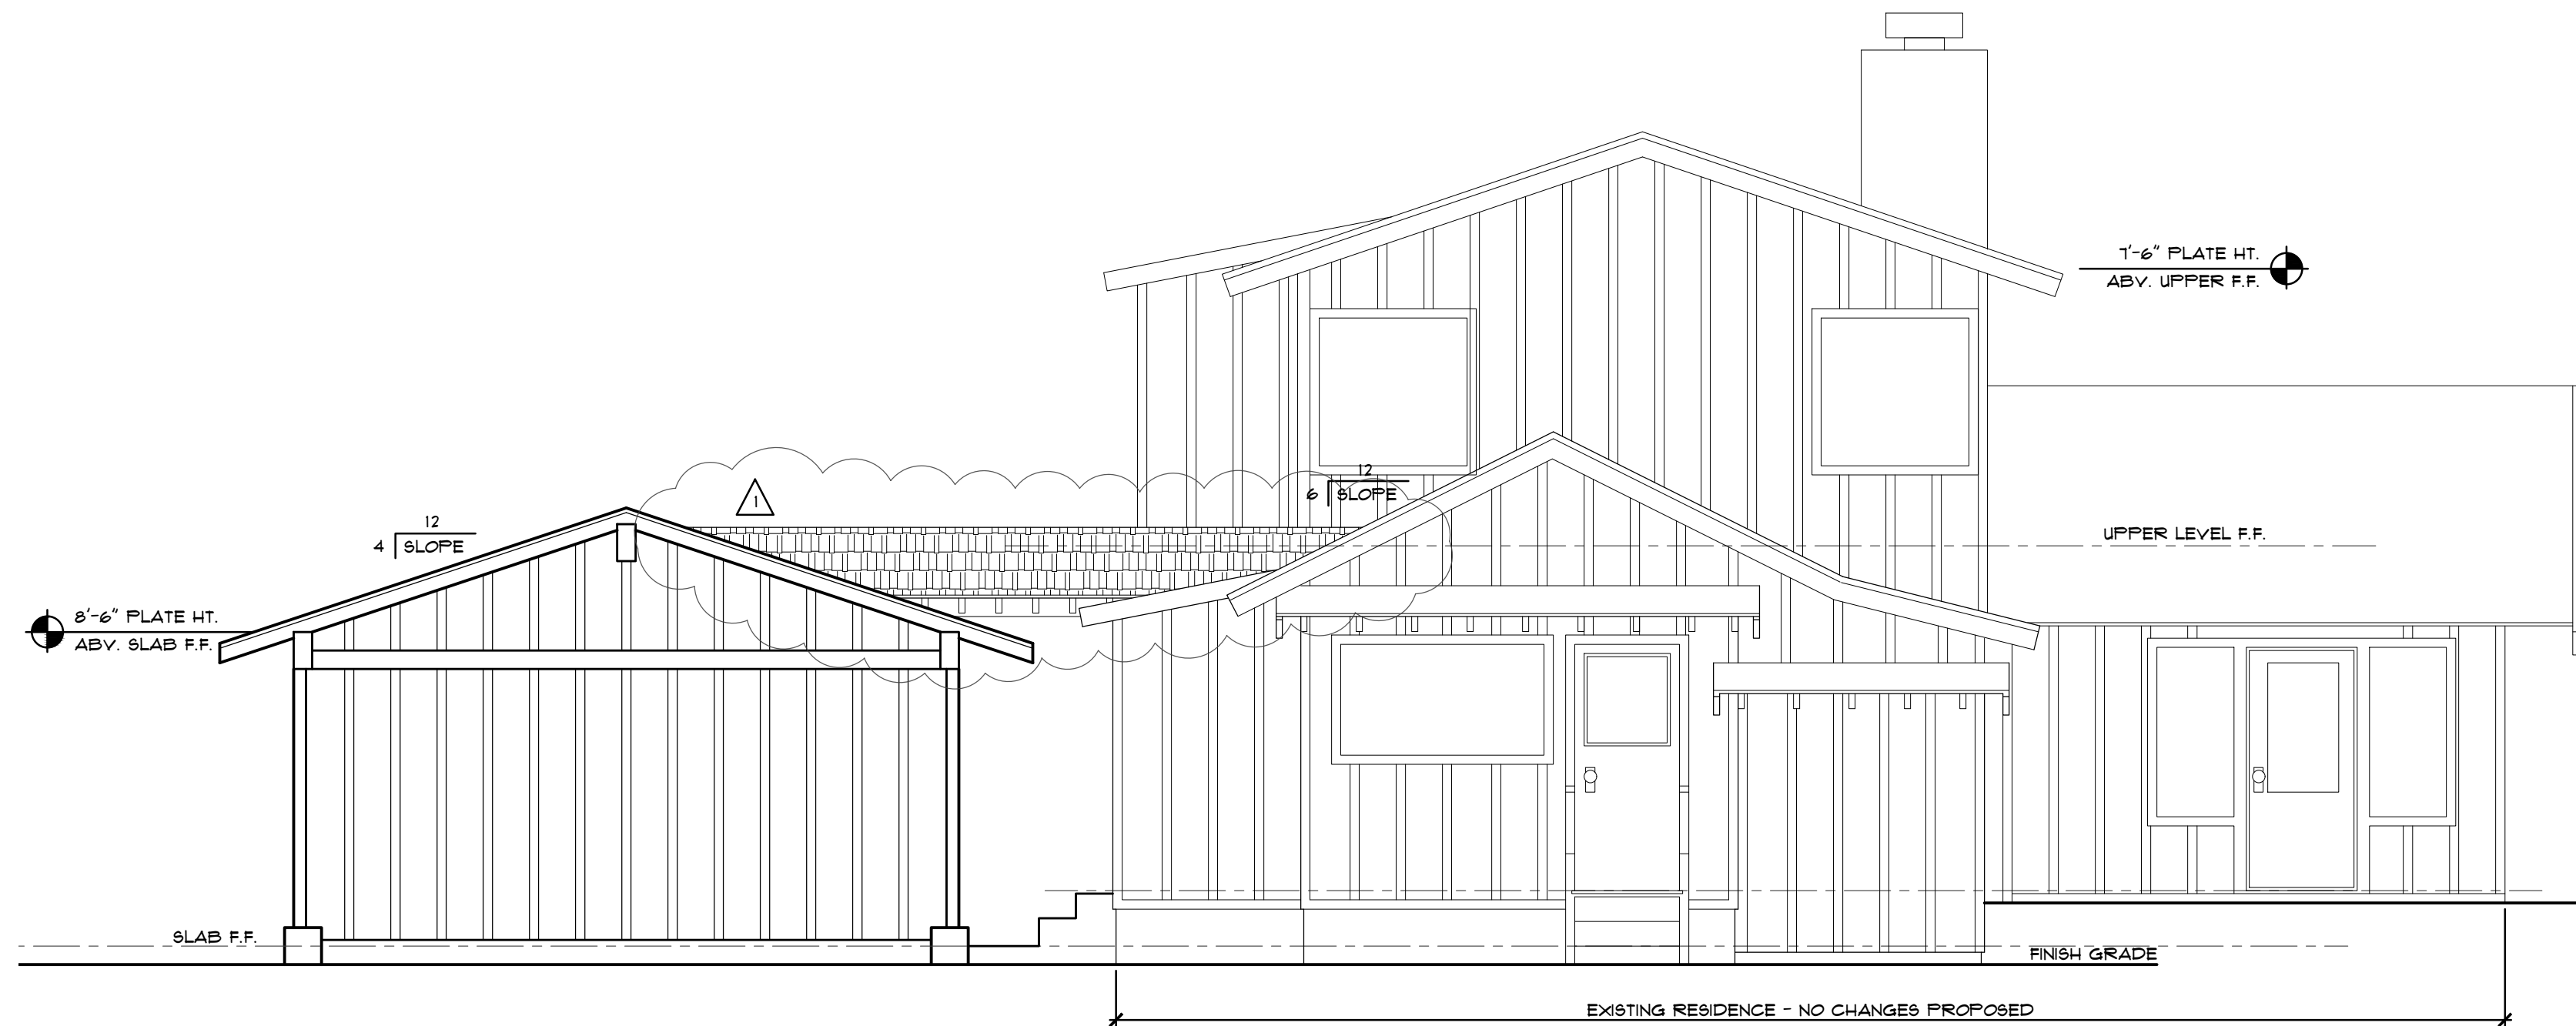 7'-6" PLATE HT.
ABV. UPPER F.F.
12
6 SLOPE
1
12
4 SLOPE
UPPER LEVEL F.F.
8'-6" PLATE HT.
ABV. SLAB F.F.
SLAB F.F.
FINISH GRADE
EXISTING RESIDENCE - NO CHANGES PROPOSED